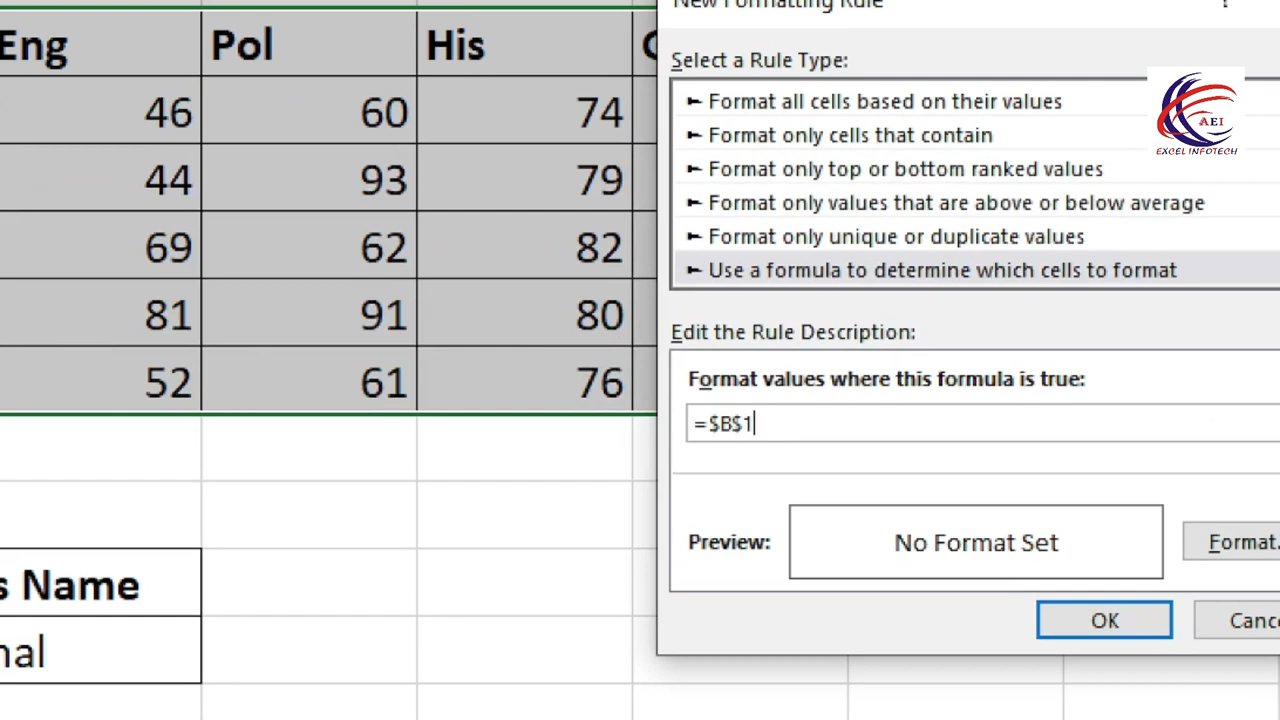 New Formatting Rule
Eng Pol His
46 60 74
44 93 79
69 62 82
81 91 80
52 61 76
s Name
nal
Select a Rule Type:
► Format all cells based on their values
► Format only cells that contain
► Format only top or bottom ranked values
► Format only values that are above or below average
► Format only unique or duplicate values
► Use a formula to determine which cells to format
Edit the Rule Description:
Format values where this formula is true:
=$B$1
Preview:
No Format Set
Format.
OK
Cance
AEI
EXCEL INFOTECH